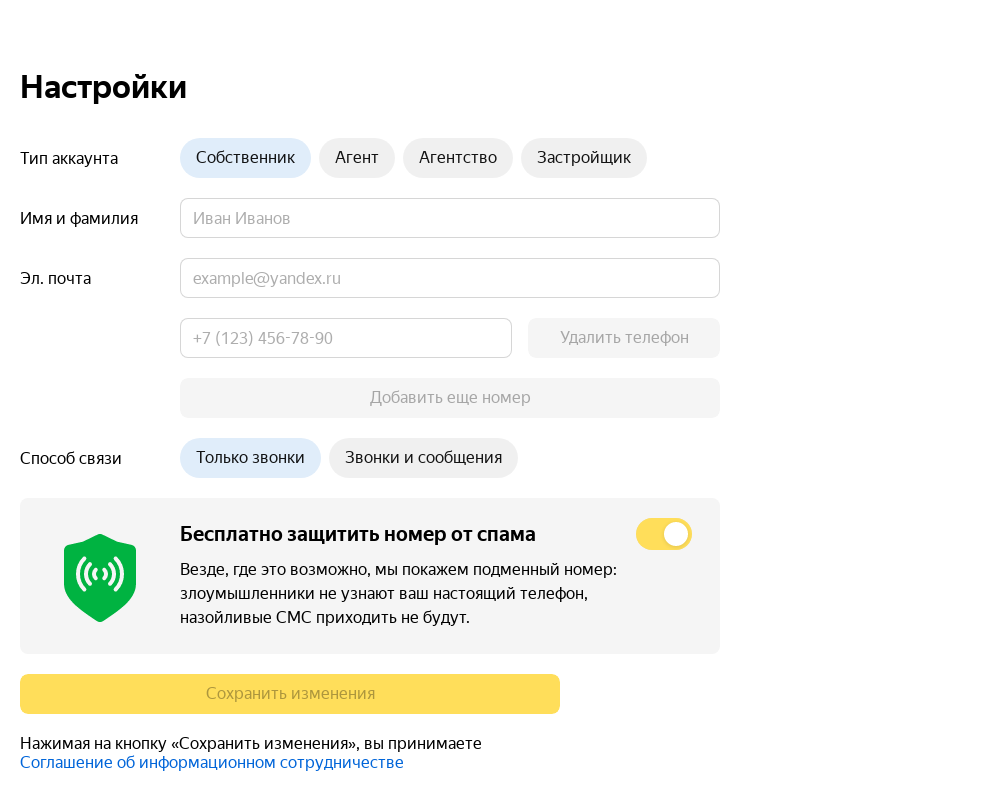 Настройки
Тип аккаунта
Собственник
Агент
Агентство
Застройщик
Имя и фамилия
Иван Иванов
Эл. почта
example@yandex.ru
+7 (123) 456-78-90
Удалить телефон
Добавить еще номер
Способ связи
Только звонки
Звонки и сообщения
Бесплатно защитить номер от спама
Везде, где это возможно, мы покажем подменный номер:
злоумышленники не узнают ваш настоящий телефон,
назойливые СМС приходить не будут.
Сохранить изменения
Нажимая на кнопку «Сохранить изменения», вы принимаете
Соглашение об информационном сотрудничестве